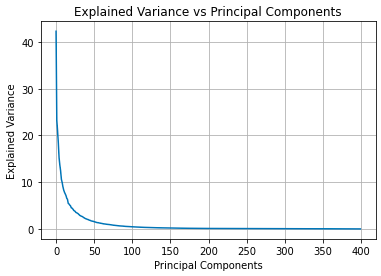 Explained Variance vs Principal Components
Explained Variance
40
30
20
10
0
0 50 100 150 200 250 300 350 400
Principal Components